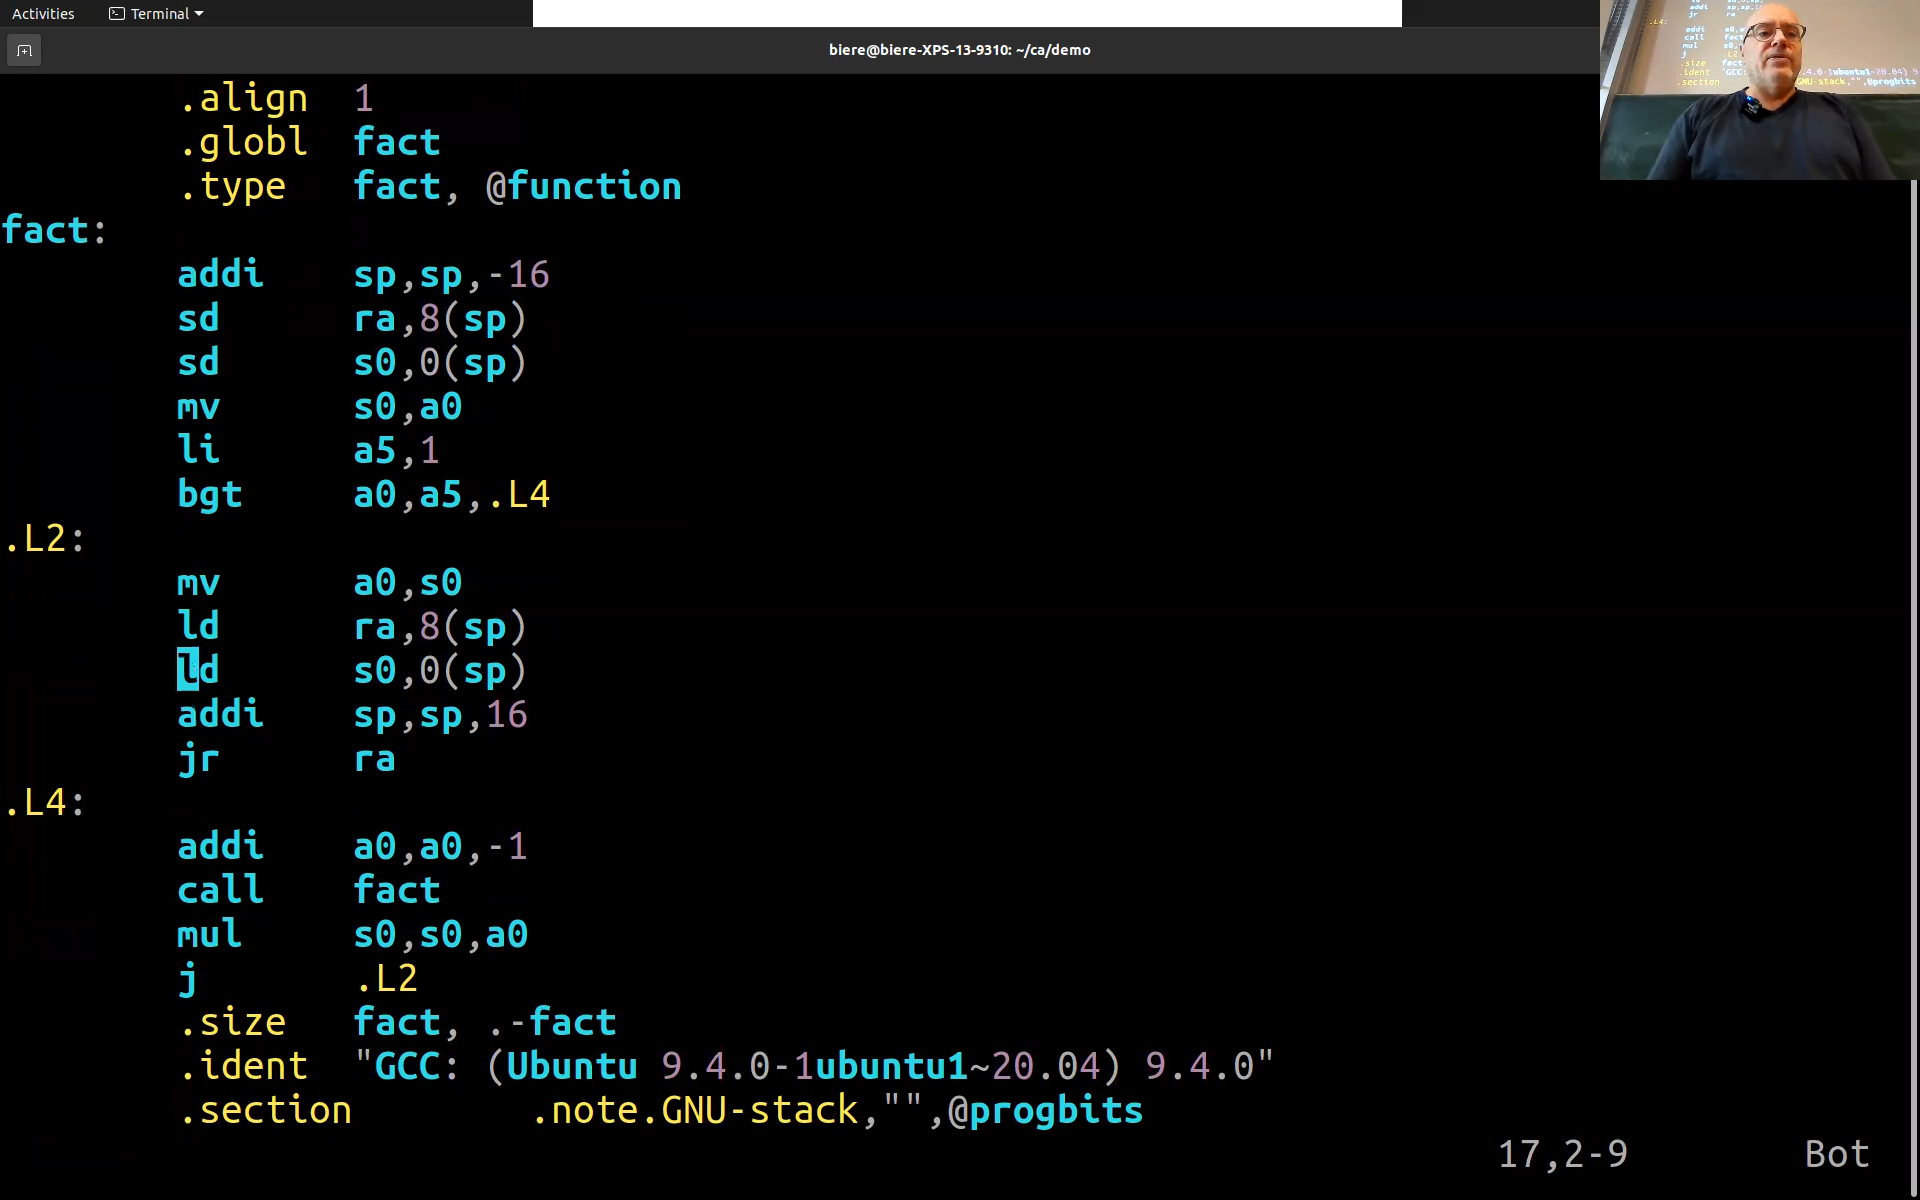 Activities Terminal
biere@biere-XPS-13-9310: ~/ca/demo
.align 1
.globl fact
.type fact, @function
fact:
addi sp,sp,-16
sd ra,8(sp)
sd s0,0(sp)
mv s0,a0
li a5,1
bgt a0,a5,.L4
.L2:
mv a0,s0
ld ra,8(sp)
ld s0,0(sp)
addi sp,sp,16
jr ra
.L4:
addi a0,a0,-1
call fact
mul s0,s0,a0
j .L2
.size fact, .-fact
.ident "GCC: (Ubuntu 9.4.0-1ubuntu1~20.04) 9.4.0"
.section .note.GNU-stack,"",@progbits
17,2-9 Bot